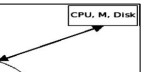 CPU, M, Disk